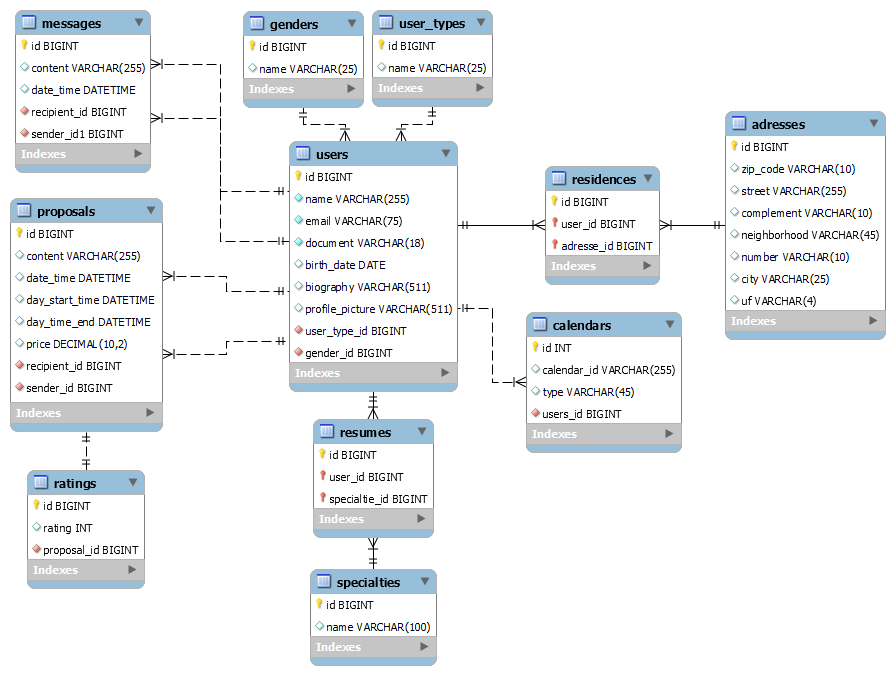 messages
id BIGINT
content VARCHAR(255)
date_time DATETIME
recipient_id BIGINT
sender_id1 BIGINT
Indexes
genders
id BIGINT
name VARCHAR(25)
Indexes
user_types
id BIGINT
name VARCHAR(25)
Indexes
proposals
id BIGINT
content VARCHAR(255)
date_time DATETIME
day_start_time DATETIME
day_time_end DATETIME
price DECIMAL(10,2)
recipient_id BIGINT
sender_id BIGINT
Indexes
users
id BIGINT
name VARCHAR(255)
email VARCHAR(75)
document VARCHAR(18)
birth_date DATE
biography VARCHAR(511)
profile_picture VARCHAR(511)
user_type_id BIGINT
gender_id BIGINT
Indexes
residences
id BIGINT
user_id BIGINT
adresse_id BIGINT
Indexes
adresses
id BIGINT
zip_code VARCHAR(10)
street VARCHAR(255)
complement VARCHAR(10)
neighborhood VARCHAR(45)
number VARCHAR(10)
city VARCHAR(25)
uf VARCHAR(4)
Indexes
calendars
id INT
calendar_id VARCHAR(255)
type VARCHAR(45)
users_id BIGINT
Indexes
ratings
id BIGINT
rating INT
proposal_id BIGINT
Indexes
resumes
id BIGINT
user_id BIGINT
specialtie_id BIGINT
Indexes
specialties
id BIGINT
name VARCHAR(100)
Indexes